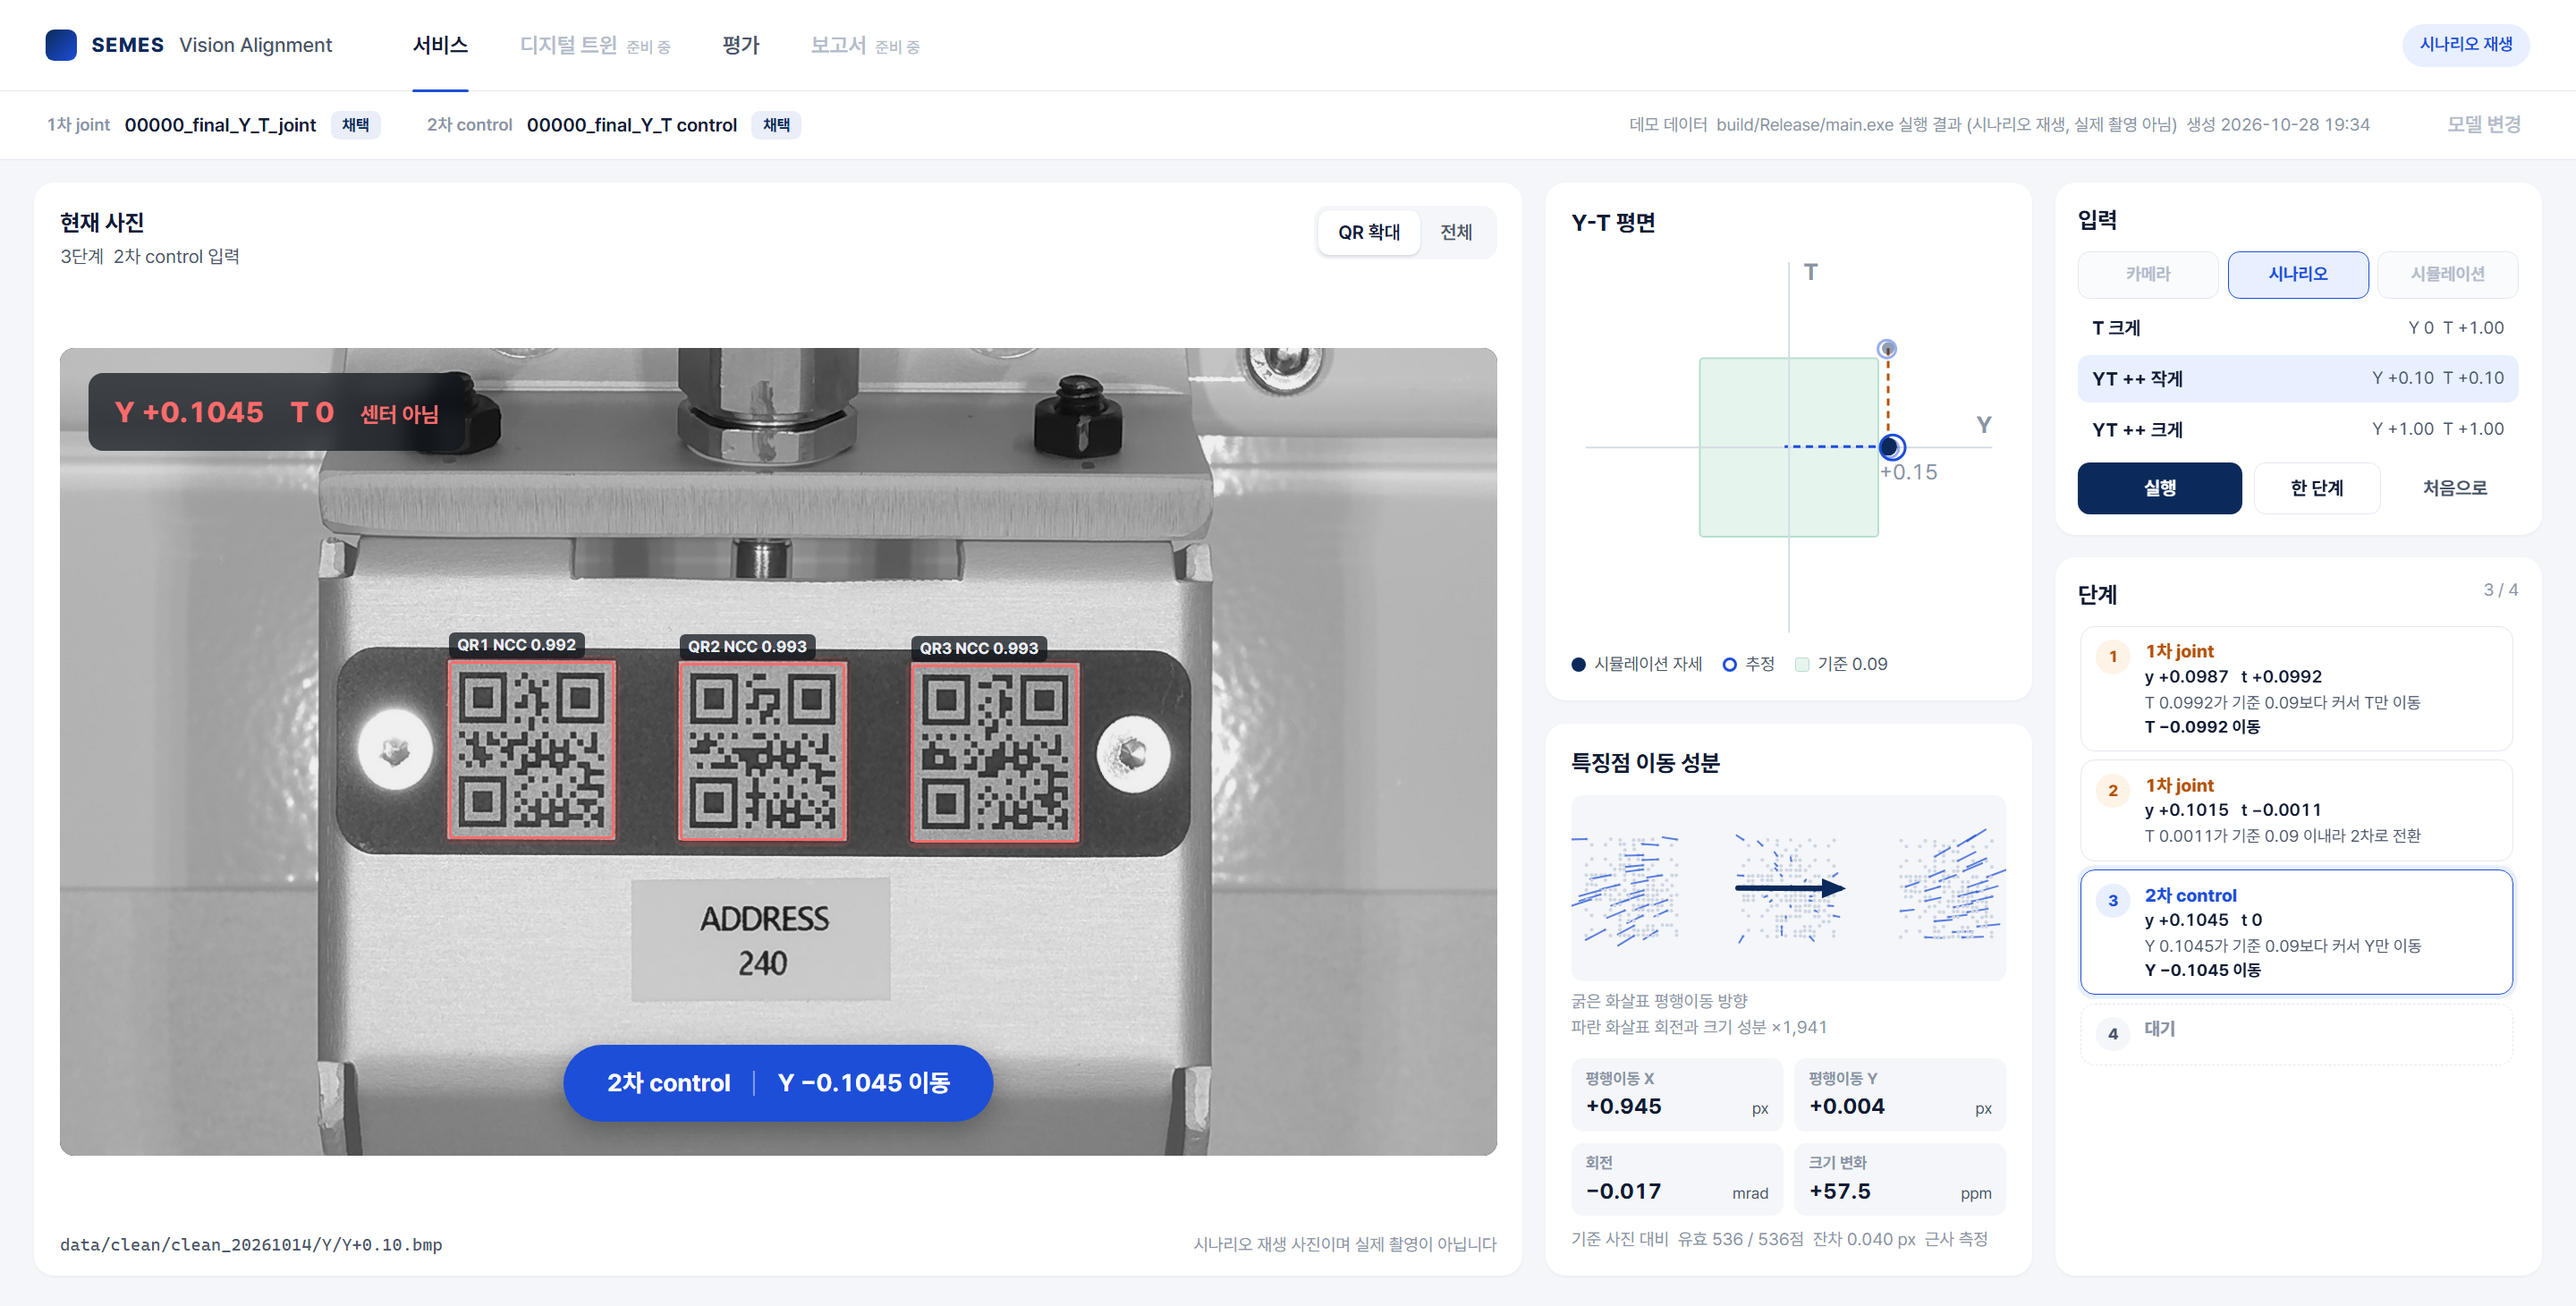 SEMES Vision Alignment 서비스 디지털 트윈 준비 중 평가 보고서 준비 중 시나리오 재생
1차 joint 00000_final_Y_T_joint 채택 2차 control 00000_final_Y_T control 채택 데모 데이터 build/Release/main.exe 실행 결과 (시나리오 재생, 실제 촬영 아님) 생성 2026-10-28 19:34 모델 변경
현재 사진
3단계 2차 control 입력
QR 확대 전체
Y +0.1045 T 0 센터 아님
QR1 NCC 0.992 QR2 NCC 0.993 QR3 NCC 0.993
ADDRESS
240
2차 control Y −0.1045 이동
data/clean/clean_20261014/Y/Y+0.10.bmp 시나리오 재생 사진이며 실제 촬영이 아닙니다
Y-T 평면
T
Y
+0.15
시뮬레이션 자세 추정 기준 0.09
특징점 이동 성분
굵은 화살표 평행이동 방향
파란 화살표 회전과 크기 성분 ×1,941
평행이동 X
+0.945 px
평행이동 Y
+0.004 px
회전
−0.017 mrad
크기 변화
+57.5 ppm
기준 사진 대비 유효 536 / 536점 잔차 0.040 px 근사 측정
입력
카메라 시나리오 시뮬레이션
T 크게 Y 0 T +1.00
YT ++ 작게 Y +0.10 T +0.10
YT ++ 크게 Y +1.00 T +1.00
실행 한 단계 처음으로
단계 3 / 4
1 1차 joint
y +0.0987 t +0.0992
T 0.0992가 기준 0.09보다 커서 T만 이동
T −0.0992 이동
2 1차 joint
y +0.1015 t −0.0011
T 0.0011가 기준 0.09 이내라 2차로 전환
3 2차 control
y +0.1045 t 0
Y 0.1045가 기준 0.09보다 커서 Y만 이동
Y −0.1045 이동
4 대기